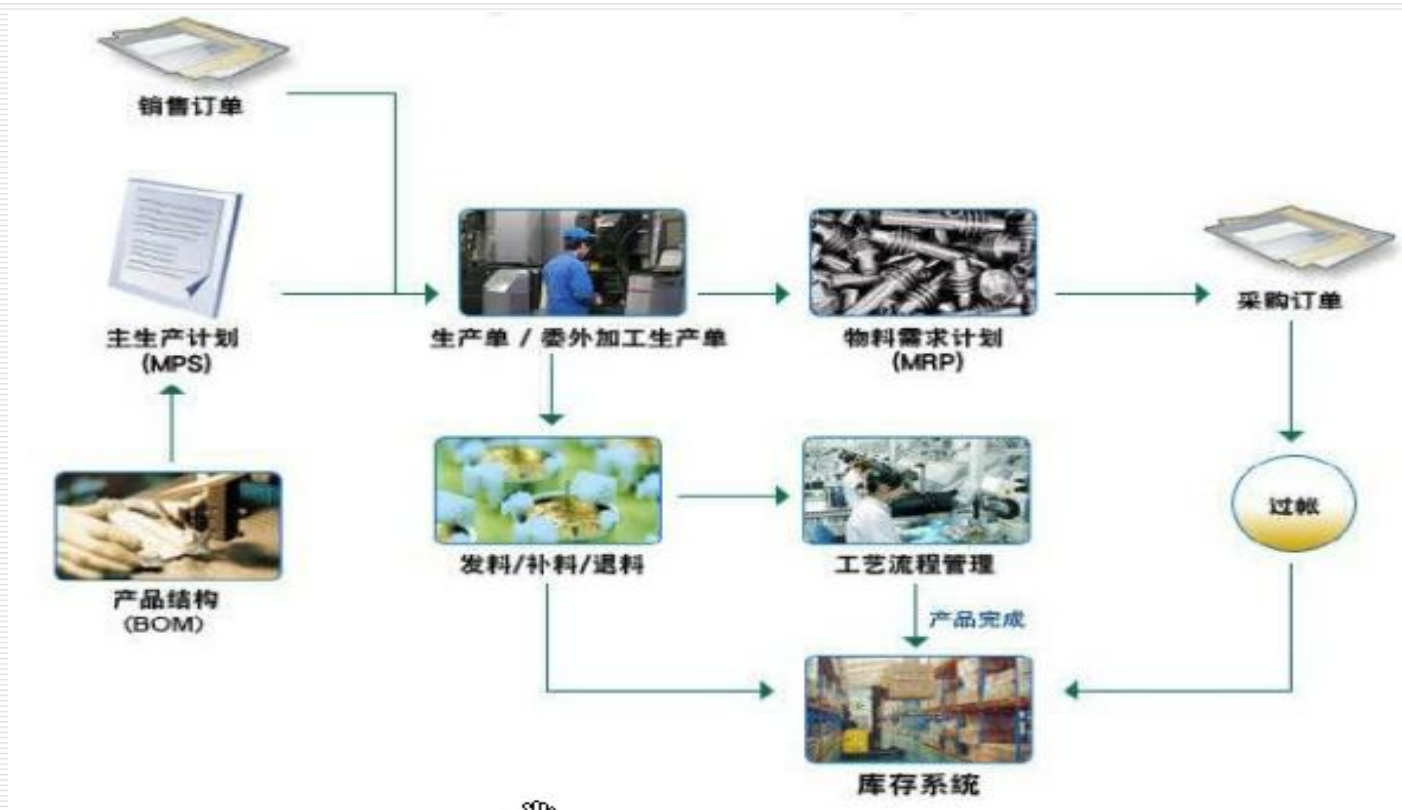 销售订单
主生产计划
(MPS)
生产单 / 委外加工生产单
物料需求计划
(MRP)
采购订单
产品结构
(BOM)
发料/补料/退料
工艺流程管理
过帐
产品完成
库存系统